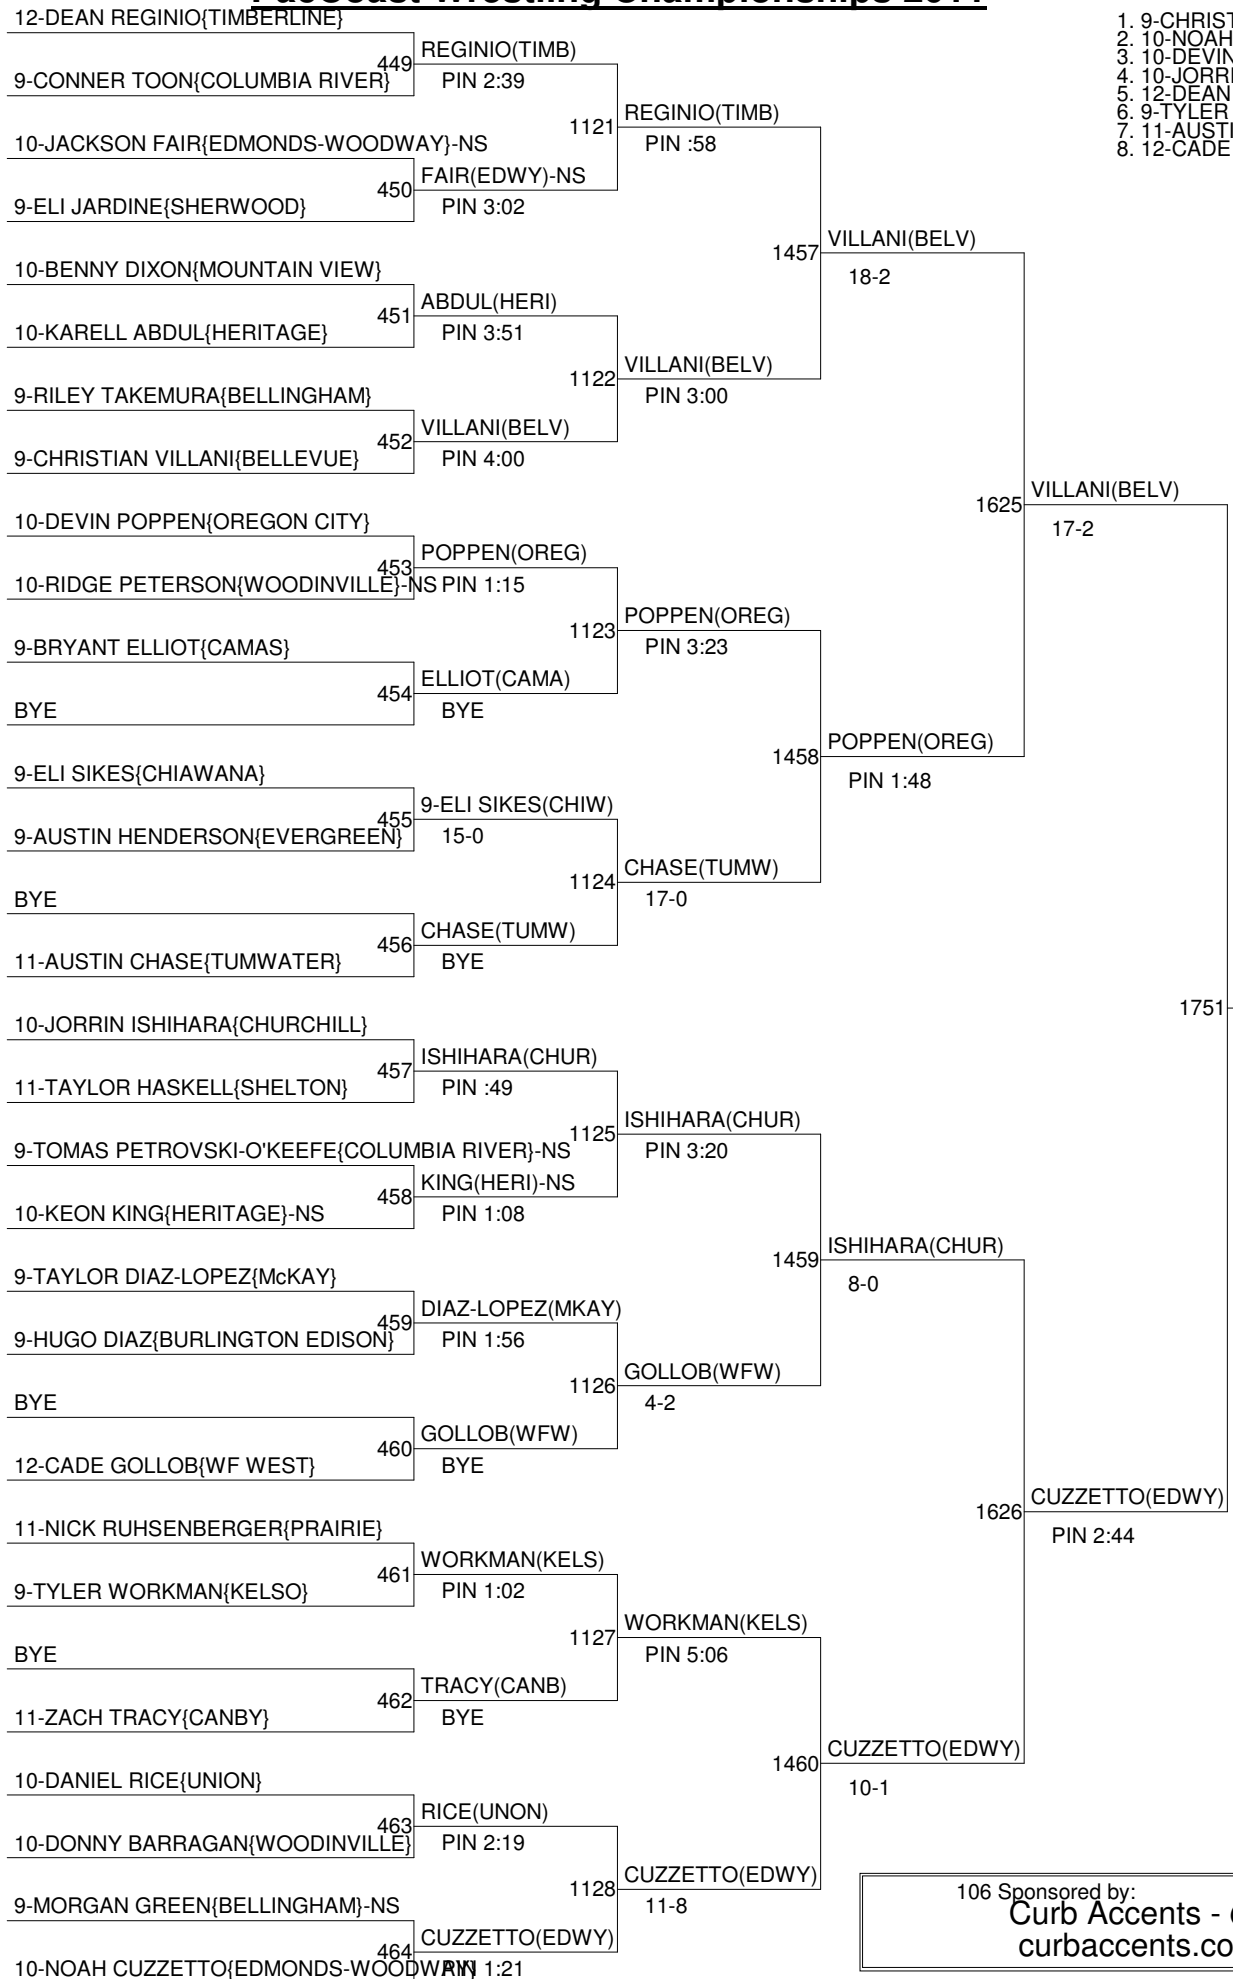 PacCoast Wrestling Championships 2011
12-DEAN REGINIO{TIMBERLINE}
449 REGINIO(TIMB)
9-CONNER TOON{COLUMBIA RIVER}
PIN 2:39
1121 REGINIO(TIMB)
PIN :58
10-JACKSON FAIR{EDMONDS-WOODWAY}-NS
450 FAIR(EDWY)-NS
9-ELI JARDINE{SHERWOOD}
PIN 3:02
1457 VILLANI(BELV)
18-2
10-BENNY DIXON{MOUNTAIN VIEW}
451 ABDUL(HERI)
10-KARELL ABDUL{HERITAGE}
PIN 3:51
1122 VILLANI(BELV)
PIN 3:00
9-RILEY TAKEMURA{BELLINGHAM}
452 VILLANI(BELV)
9-CHRISTIAN VILLANI{BELLEVUE}
PIN 4:00
1625 VILLANI(BELV)
17-2
10-DEVIN POPPEN{OREGON CITY}
453 POPPEN(OREG)
10-RIDGE PETERSON{WOODINVILLE}-NS
PIN 1:15
1123 POPPEN(OREG)
PIN 3:23
9-BRYANT ELLIOT{CAMAS}
454 ELLIOT(CAMA)
BYE
BYE
1458 POPPEN(OREG)
PIN 1:48
9-ELI SIKES{CHIAWANA}
455 9-ELI SIKES(CHIW)
9-AUSTIN HENDERSON{EVERGREEN}
15-0
1124 CHASE(TUMW)
17-0
BYE
456 CHASE(TUMW)
11-AUSTIN CHASE{TUMWATER}
BYE
1751
10-JORRIN ISHIHARA{CHURCHILL}
457 ISHIHARA(CHUR)
11-TAYLOR HASKELL{SHELTON}
PIN :49
1125 ISHIHARA(CHUR)
PIN 3:20
9-TOMAS PETROVSKI-O'KEEFE{COLUMBIA RIVER}-NS
458 KING(HERI)-NS
10-KEON KING{HERITAGE}-NS
PIN 1:08
1459 ISHIHARA(CHUR)
8-0
9-TAYLOR DIAZ-LOPEZ{McKAY}
459 DIAZ-LOPEZ(MKAY)
9-HUGO DIAZ{BURLINGTON EDISON}
PIN 1:56
1126 GOLLOB(WFW)
4-2
BYE
460 GOLLOB(WFW)
12-CADE GOLLOB{WF WEST}
BYE
1626 CUZZETTO(EDWY)
PIN 2:44
11-NICK RUHSENBERGER{PRAIRIE}
461 WORKMAN(KELS)
9-TYLER WORKMAN{KELSO}
PIN 1:02
1127 WORKMAN(KELS)
PIN 5:06
BYE
462 TRACY(CANB)
11-ZACH TRACY{CANBY}
BYE
1460 CUZZETTO(EDWY)
10-1
10-DANIEL RICE{UNION}
463 RICE(UNON)
10-DONNY BARRAGAN{WOODINVILLE}
PIN 2:19
1128 CUZZETTO(EDWY)
11-8
9-MORGAN GREEN{BELLINGHAM}-NS
464 CUZZETTO(EDWY)
10-NOAH CUZZETTO{EDMONDS-WOODWAY}
PIN 1:21
1. 9-CHRIST
2. 10-NOAH
3. 10-DEVIN
4. 10-JORRI
5. 12-DEAN
6. 9-TYLER
7. 11-AUSTI
8. 12-CADE
106 Sponsored by:
Curb Accents -
curbaccents.co